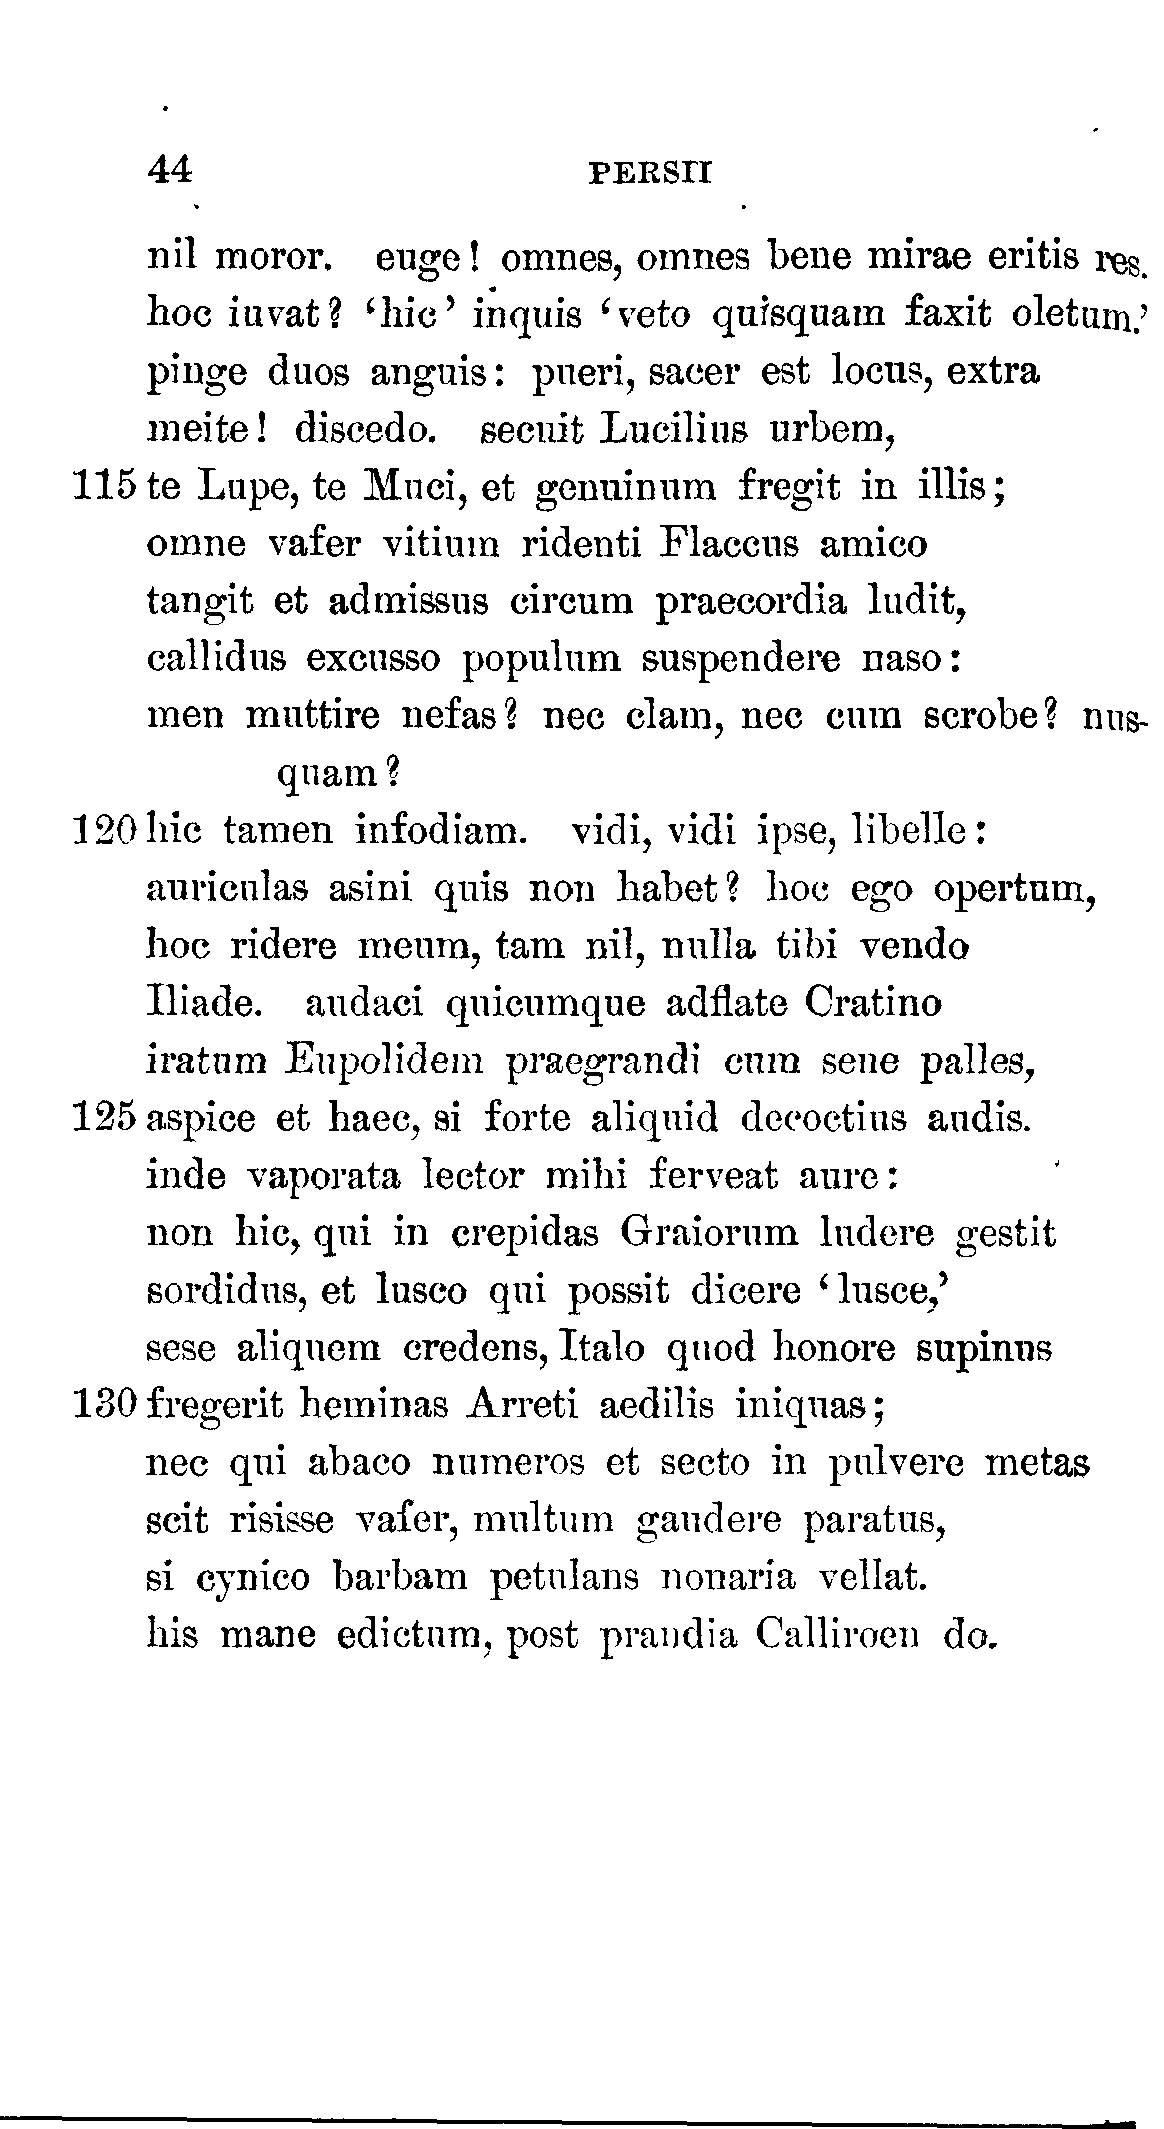 44 PERSII
nil moror. euge! omnes, omnes bene mirae eritis res.
hoc iuvat? ‘hic’ inquis ‘veto quisquam faxit oletum.’
pinge duos anguis: pueri, sacer est locus, extra
meite! discedo. secuit Lucilius urbem,
115 te Lupe, te Muci, et genuinum fregit in illis;
omne vafer vitium ridenti Flaccus amico
tangit et admissus circum praecordia ludit,
callidus excusso populum suspendere naso:
men muttire nefas? nec clam, nec cum scrobe? nus-
quam?
120 hic tamen infodiam. vidi, vidi ipse, libelle:
auriculas asini quis non habet? hoc ego opertum,
hoc ridere meum, tam nil, nulla tibi vendo
Iliade. audaci quicumque adflate Cratino
iratum Eupolidem praegrandi cum sene palles,
125 aspice et haec, si forte aliquid decoctius audis.
inde vaporata lector mihi ferveat aure:
non hic, qui in crepidas Graiorum ludere gestit
sordidus, et lusco qui possit dicere ‘lusce,’
sese aliquem credens, Italo quod honore supinus
130 fregerit heminas Arreti aedilis iniquas;
nec qui abaco numeros et secto in pulvere metas
scit risisse vafer, multum gaudere paratus,
si cynico barbam petulans nonaria vellat.
his mane edictum, post prandia Calliroen do.